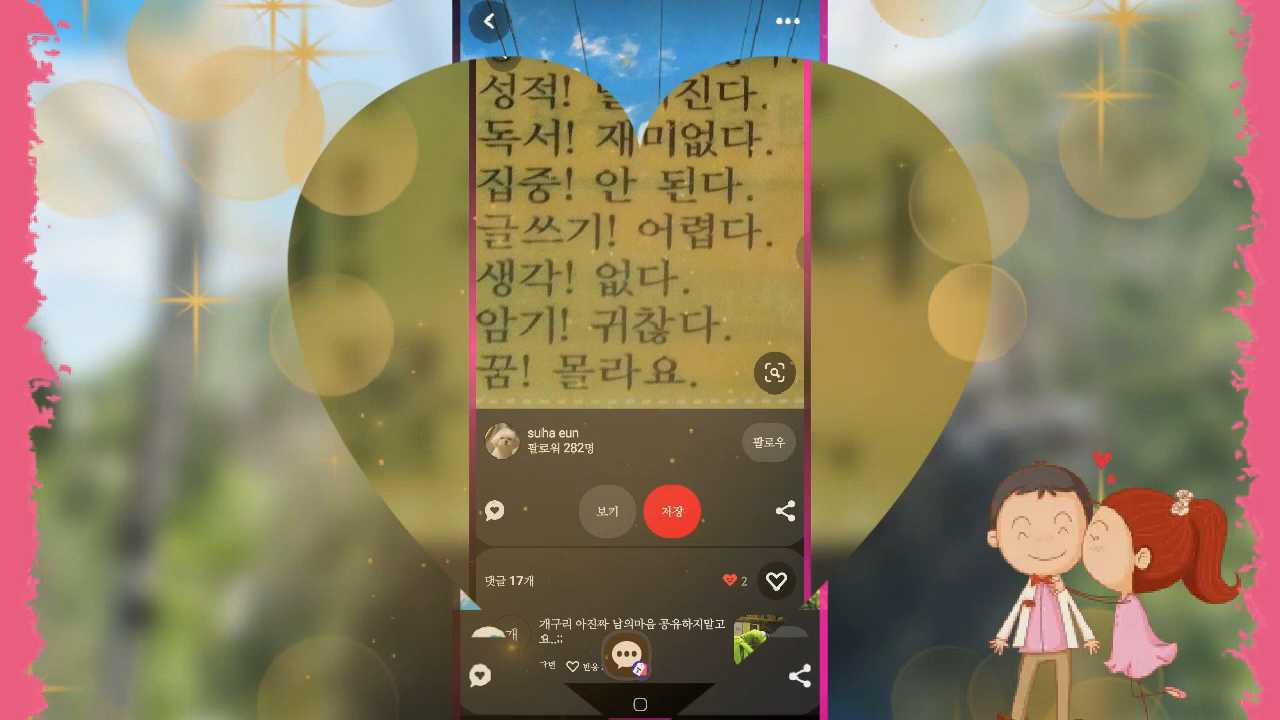 성적! 진다.
독서! 재미없다.
집중! 안 된다.
글쓰기! 어렵다.
생각! 없다.
암기! 귀찮다.
꿈! 몰라요.
suha eun
팔로워 282명
팔로우
보기
저장
댓글 17개
2
개구리 아진짜 남의마음 공유하지말고
요..;;